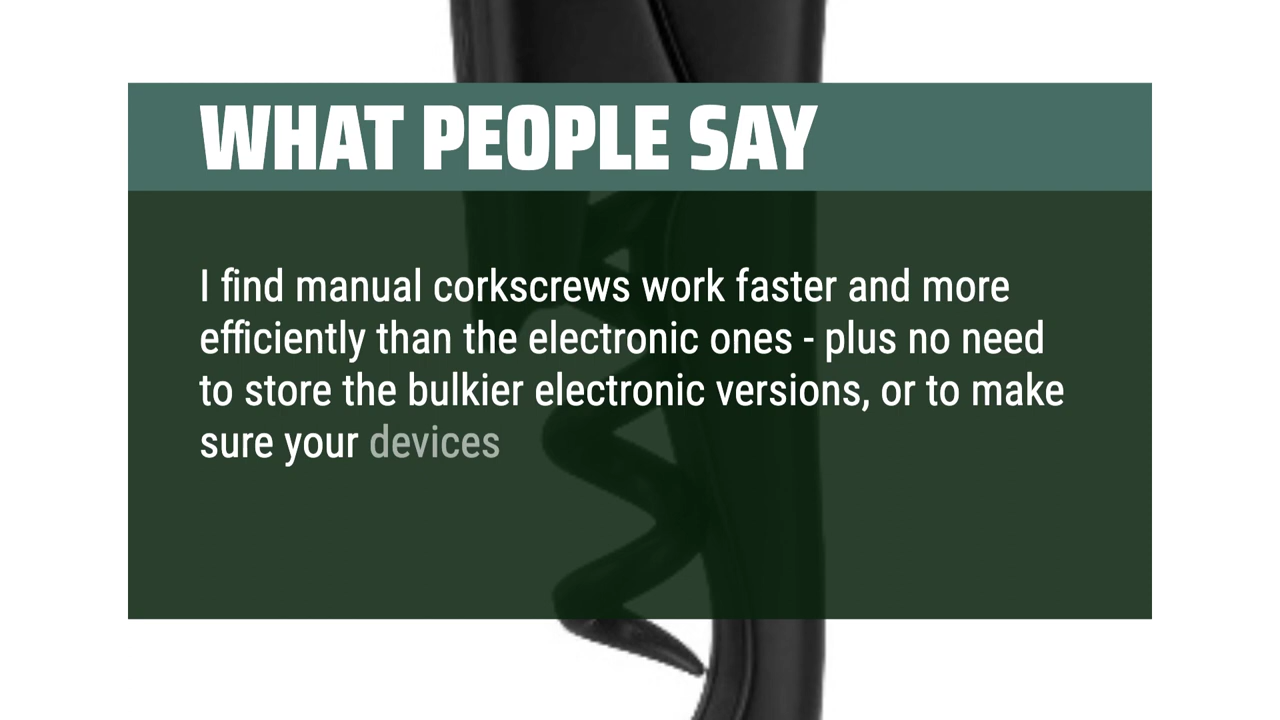 WHAT PEOPLE SAY
I find manual corkscrews work faster and more
efficiently than the electronic ones - plus no need
to store the bulkier electronic versions, or to make
sure your devices